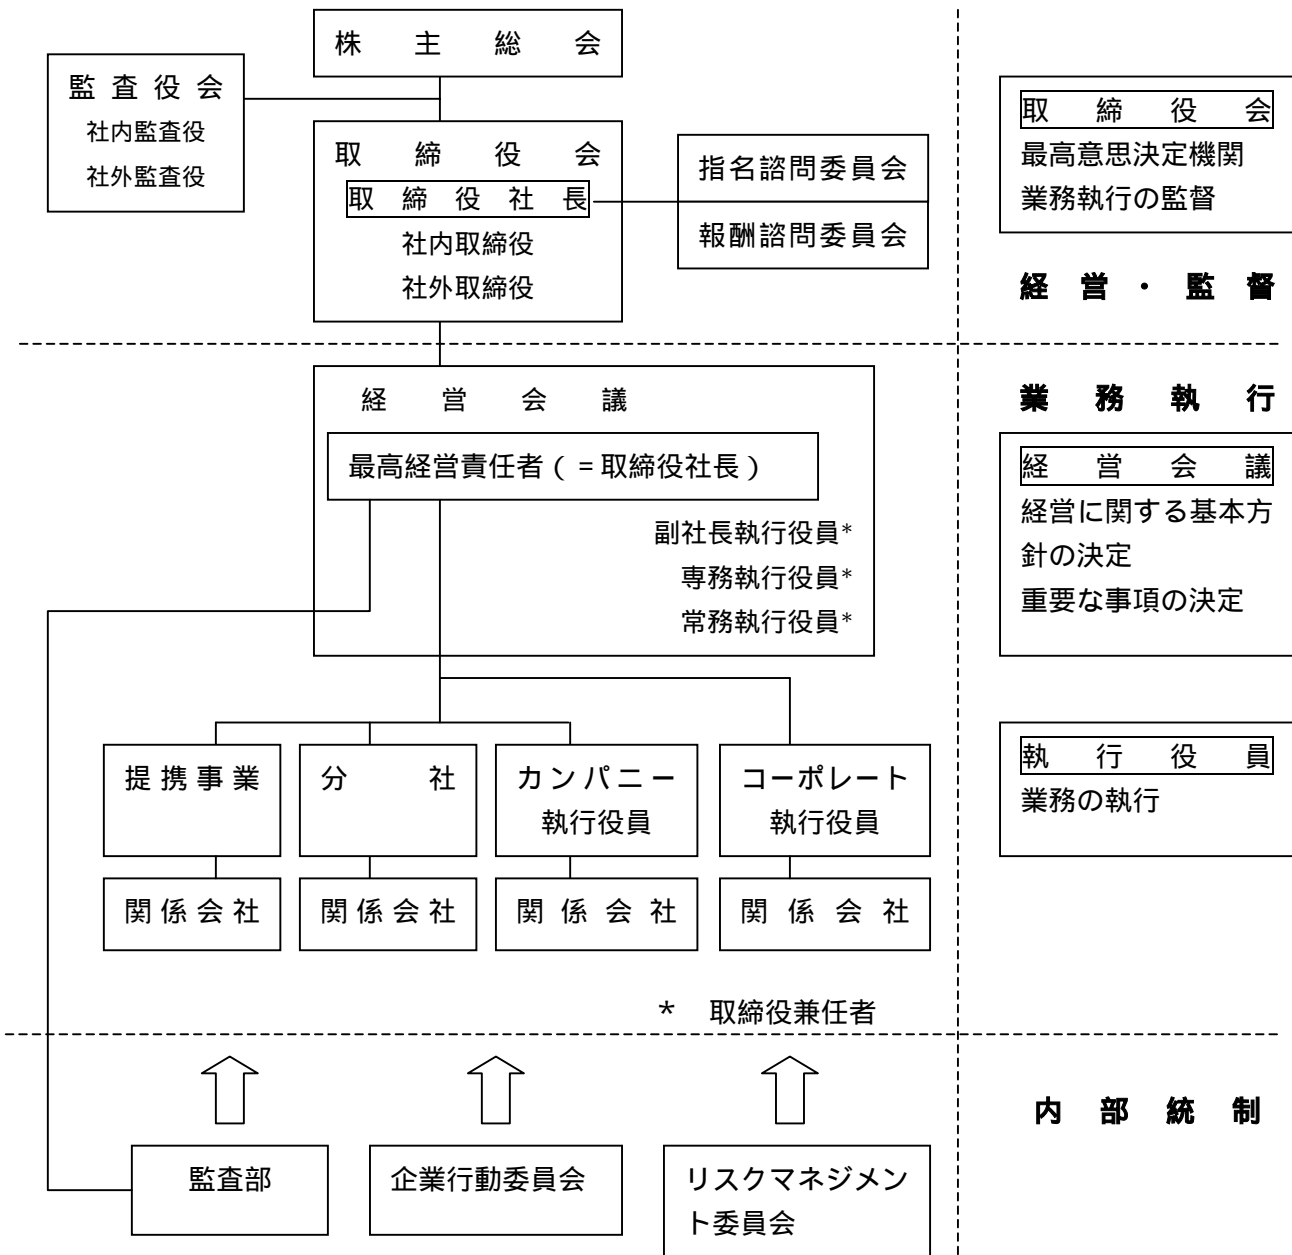 株主総会
監査役会
社内監査役
社外監査役
取締役会
取締役社長
社内取締役
社外取締役
指名諮問委員会
報酬諮問委員会
取締役会
最高意思決定機関
業務執行の監督
経営・監督
経営会議
最高経営責任者(=取締役社長)
副社長執行役員*
専務執行役員*
常務執行役員*
業務執行
経営会議
経営に関する基本方
針の決定
重要な事項の決定
提携事業
分社
カンパニー
執行役員
コーポレート
執行役員
執行役員
業務の執行
関係会社
関係会社
関係会社
関係会社
* 取締役兼任者
内部統制
監査部
企業行動委員会
リスクマネジメン
ト委員会